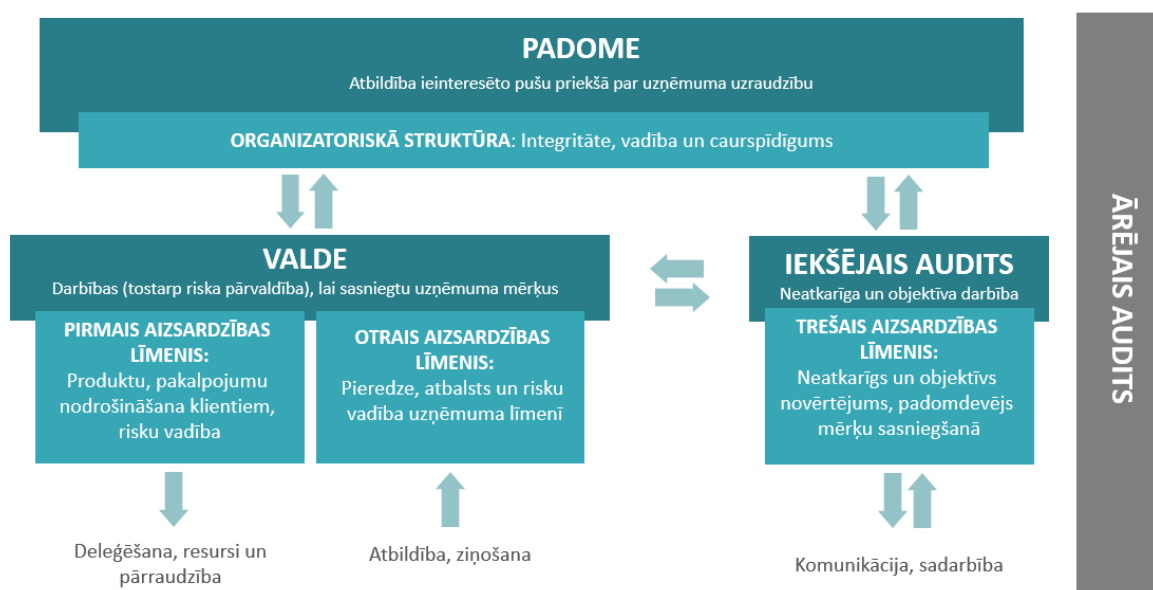 PADOME
Atbildība ieinteresēto pušu priekšā par uzņēmuma uzraudzību
ORGANIZATORISKĀ STRUKTŪRA: Integritāte, vadība un caurspīdīgums
VALDE
Darbības (tostarp riska pārvaldība), lai sasniegtu uzņēmuma mērķus
PIRMAIS AIZSARDZĪBAS
LĪMENIS:
Produktu, pakalpojumu
nodrošināšana klientiem,
risku vadība
OTRAIS AIZSARDZĪBAS
LĪMENIS:
Pieredze, atbalsts un risku
vadība uzņēmuma līmenī
IEKŠĒJAIS AUDITS
Neatkarīga un objektīva darbība
TREŠAIS AIZSARDZĪBAS
LĪMENIS:
Neatkarīgs un objektīvs
novērtējums, padomdevējs
mērķu sasniegšanā
Deleģēšana, resursi un
pārraudzība
Atbildība, ziņošana
Komunikācija, sadarbība
ĀRĒJAIS AUDITS